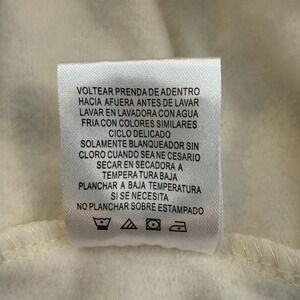 VOLTEAR PRENDA DE ADENTRO
HACIA AFUERA ANTES DE LAVAR
LAVAR EN LAVADORA CON AGUA
FRIA CON COLORES SIMILARES
CICLO DELICADO
SOLAMENTE BLANQUEADOR SIN
CLORO CUANDO SEA NE CESARIO
SECAR EN SECADORA A
TEMPERA TURA BAJA
PLANCHAR A BAJA TEMPERATURA
SI SE NECESITA
NO PLANCHAR SOBRE ESTAMPADO